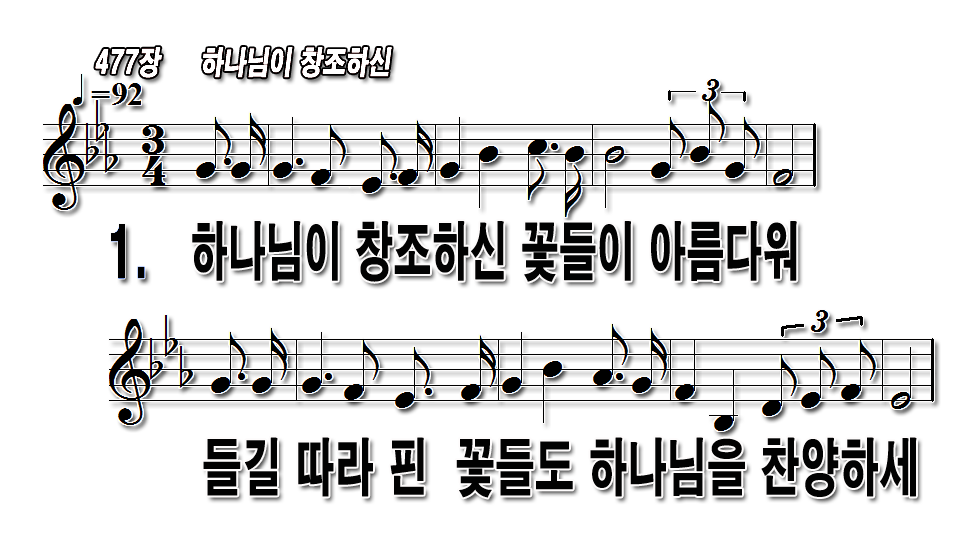 477장 하나님이 창조하신
♩=92
3
3
4
1. 하나님이 창조하신 꽃들이 아름다워
3
들길 따라 핀 꽃들도 하나님을 찬양하세